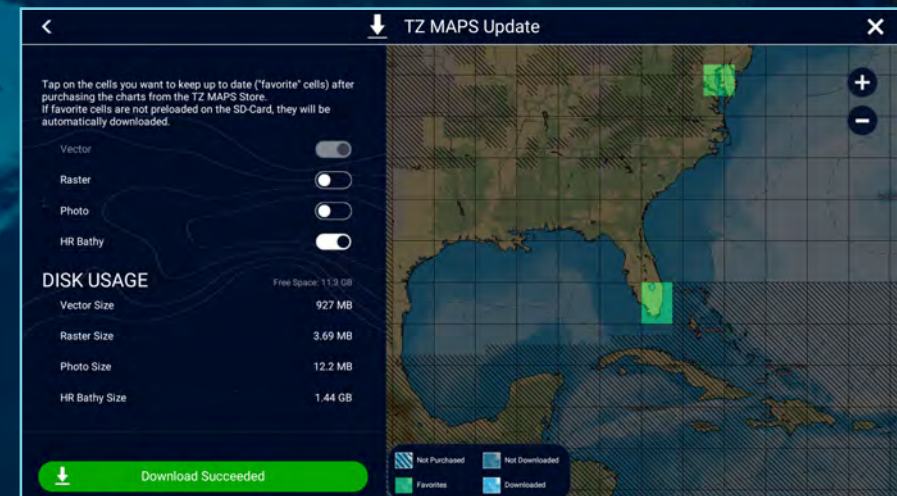 TZ MAPS Update
Tap on the cells you want to keep up to date ("favorite" cells) after
purchasing the charts from the TZ MAPS Store.
If favorite cells are not preloaded on the SD-Card, they will be
automatically downloaded.
Vector
Raster
Photo
HR Bathy
DISK USAGE Free Space: 11.9 GB
Vector Size 927 MB
Raster Size 3.69 MB
Photo Size 12.2 MB
HR Bathy Size 1.44 GB
Download Succeeded
Not Purchased Not Downloaded
Favorites Downloaded